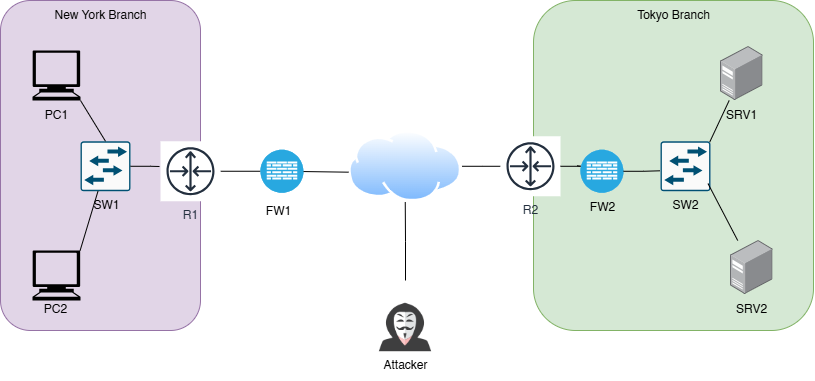 New York Branch
Tokyo Branch
PC1
SRV1
SW1
R1
FW1
R2
FW2
SW2
PC2
SRV2
Attacker